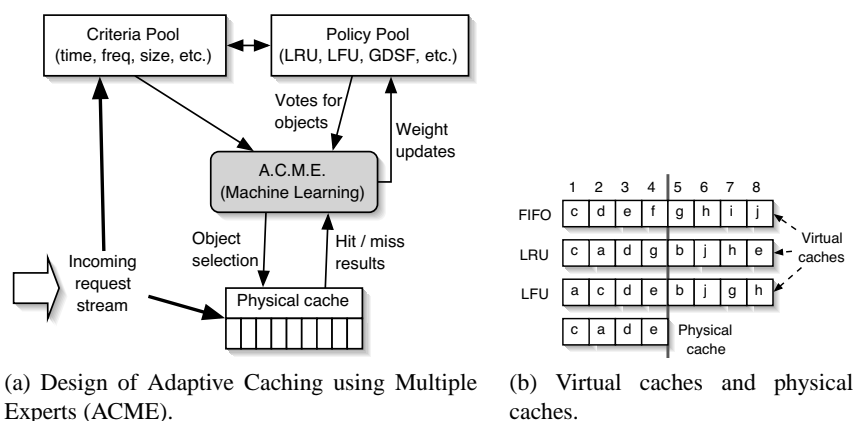 Criteria Pool
(time, freq, size, etc.)
Policy Pool
(LRU, LFU, GDSF, etc.)
Votes for
objects
Weight
updates
A.C.M.E.
(Machine Learning)
Object
selection
Hit / miss
results
Incoming
request
stream
Physical cache
(a) Design of Adaptive Caching using Multiple
Experts (ACME).
1 2 3 4 5 6 7 8
FIFO c d e f g h i j
LRU c a d g b j h e
LFU a c d e b j g h
Virtual
caches
c a d e
Physical
cache
(b) Virtual caches and physical
caches.